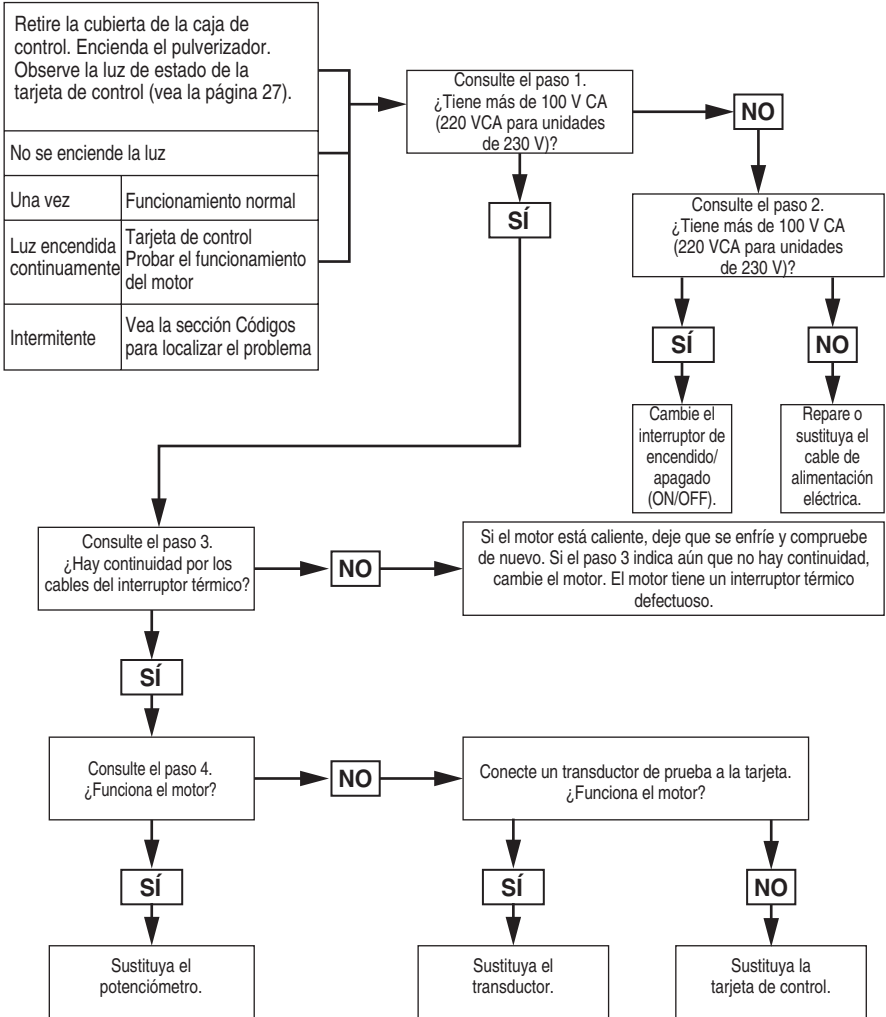 Retire la cubierta de la caja de
control. Encienda el pulverizador.
Observe la luz de estado de la
tarjeta de control (vea la página 27).
No se enciende la luz
Una vez
Funcionamiento normal
Luz encendida
continuamente
Tarjeta de control
Probar el funcionamiento
del motor
Intermitente
Vea la sección Códigos
para localizar el problema
Consulte el paso 1.
¿Tiene más de 100 V CA
(220 VCA para unidades
de 230 V)?
NO
SÍ
Consulte el paso 2.
¿Tiene más de 100 V CA
(220 VCA para unidades
de 230 V)?
SÍ
NO
Cambie el
interruptor de
encendido/
apagado
(ON/OFF).
Repare o
sustituya el
cable de
alimentación
eléctrica.
Consulte el paso 3.
¿Hay continuidad por los
cables del interruptor térmico?
NO
Si el motor está caliente, deje que se enfríe y compruebe
de nuevo. Si el paso 3 indica aún que no hay continuidad,
cambie el motor. El motor tiene un interruptor térmico
defectuoso.
SÍ
Consulte el paso 4.
¿Funciona el motor?
NO
Conecte un transductor de prueba a la tarjeta.
¿Funciona el motor?
SÍ
SÍ
NO
Sustituya el
potenciómetro.
Sustituya el
transductor.
Sustituya la
tarjeta de control.